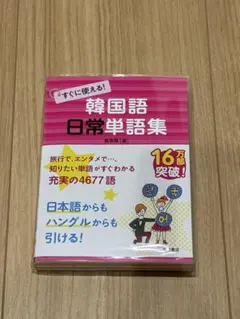 すぐに使える!
韓国語
日常単語集
旅行で、エンタメで…、
知りたい単語がすぐわかる
充実の4677語
16万部
突破!
日本語からも
ハングルからも
引ける!